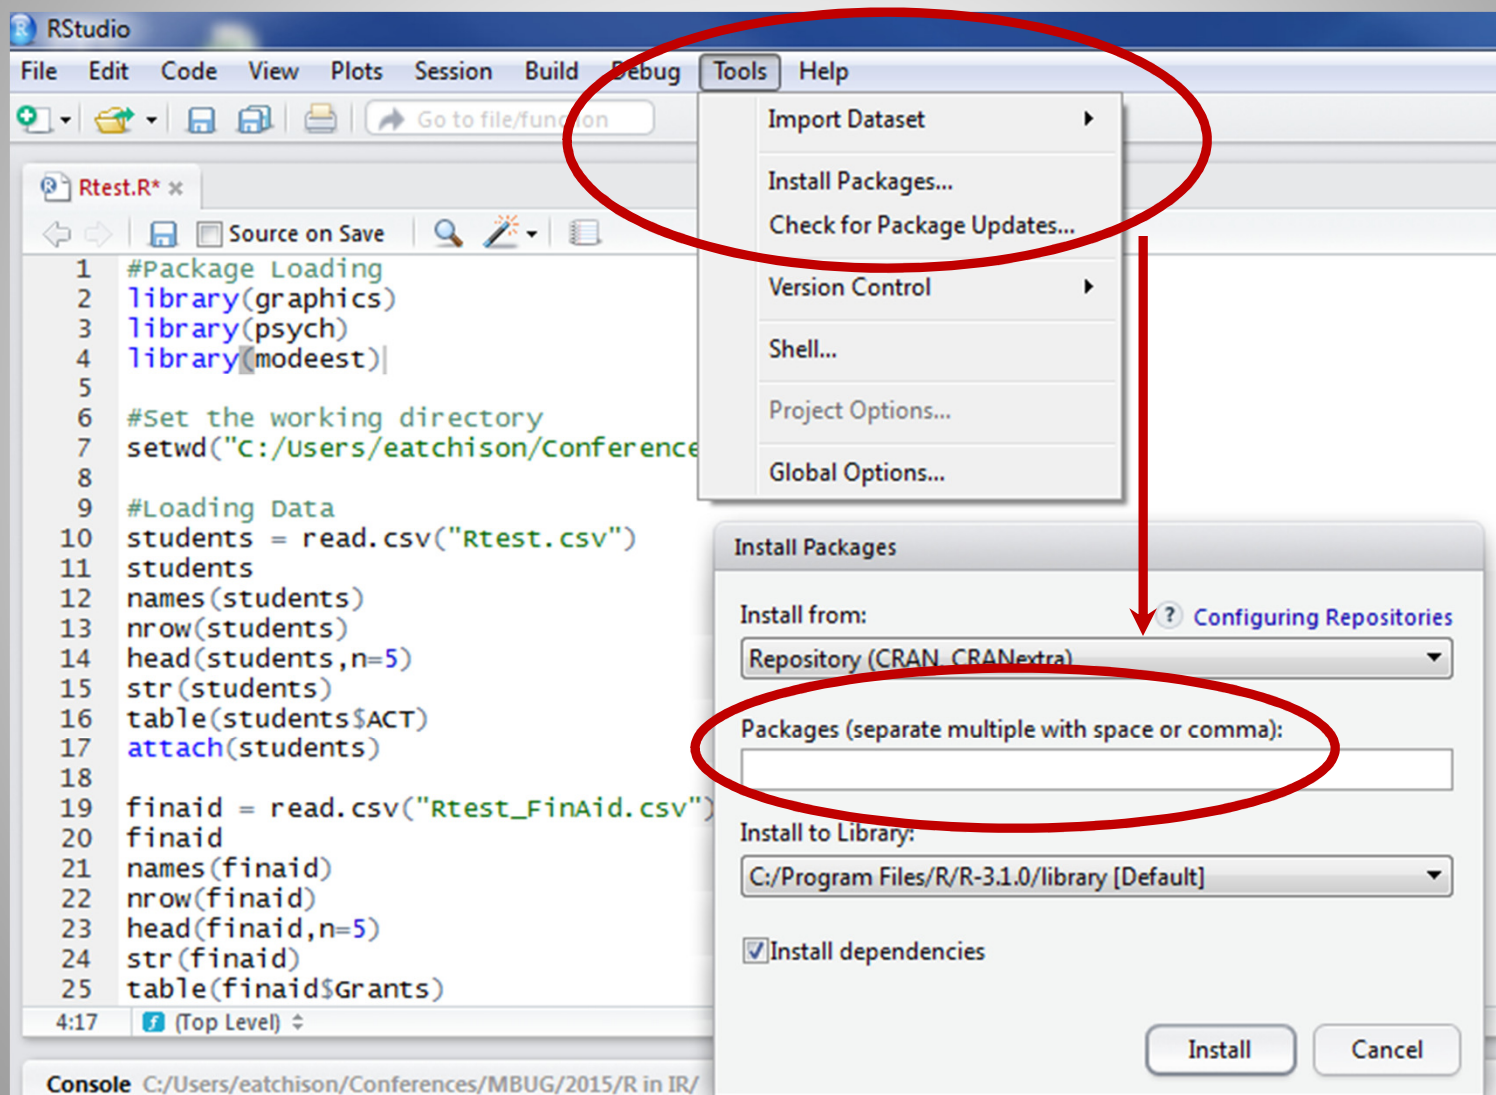 RStudio
File Edit Code View Plots Session Build Debug Tools Help
Go to file/function
Import Dataset
Install Packages...
Check for Package Updates...
Version Control
Shell...
Project Options...
Global Options...
Rtest.R*
Source on Save
1 #Package Loading
2 library(graphics)
3 library(psych)
4 library(modeest)
5
6 #Set the working directory
7 setwd("C:/Users/eatchison/Conference
8
9 #Loading Data
10 students = read.csv("Rtest.csv")
11 students
12 names(students)
13 nrow(students)
14 head(students,n=5)
15 str(students)
16 table(students$ACT)
17 attach(students)
18
19 finaid = read.csv("Rtest_FinAid.csv")
20 finaid
21 names(finaid)
22 nrow(finaid)
23 head(finaid,n=5)
24 str(finaid)
25 table(finaid$Grants)
4:17 (Top Level)
Console C:/Users/eatchison/Conferences/MBUG/2015/R in IR/
Install Packages
Install from: ? Configuring Repositories
Repository (CRAN, CRANextra)
Packages (separate multiple with space or comma):
Install to Library:
C:/Program Files/R/R-3.1.0/library [Default]
Install dependencies
Install Cancel